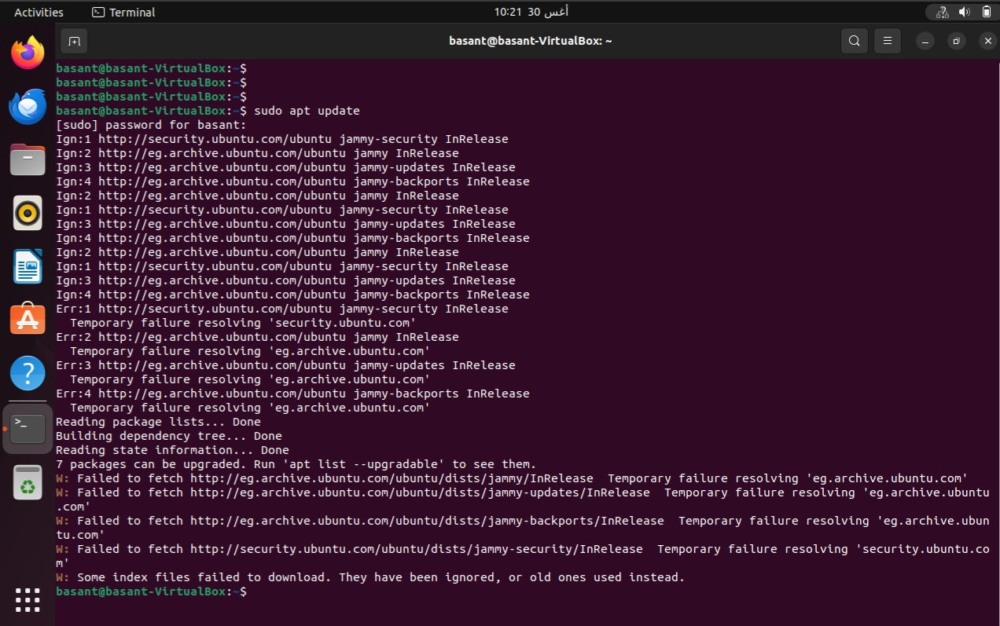 Activities Terminal 10:21 30 أغس
basant@basant-VirtualBox: ~
basant@basant-VirtualBox:~$
basant@basant-VirtualBox:~$
basant@basant-VirtualBox:~$
basant@basant-VirtualBox:~$ sudo apt update
[sudo] password for basant:
Ign:1 http://security.ubuntu.com/ubuntu jammy-security InRelease
Ign:2 http://eg.archive.ubuntu.com/ubuntu jammy InRelease
Ign:3 http://eg.archive.ubuntu.com/ubuntu jammy-updates InRelease
Ign:4 http://eg.archive.ubuntu.com/ubuntu jammy-backports InRelease
Ign:2 http://eg.archive.ubuntu.com/ubuntu jammy InRelease
Ign:1 http://security.ubuntu.com/ubuntu jammy-security InRelease
Ign:3 http://eg.archive.ubuntu.com/ubuntu jammy-updates InRelease
Ign:4 http://eg.archive.ubuntu.com/ubuntu jammy-backports InRelease
Ign:2 http://eg.archive.ubuntu.com/ubuntu jammy InRelease
Ign:1 http://security.ubuntu.com/ubuntu jammy-security InRelease
Ign:3 http://eg.archive.ubuntu.com/ubuntu jammy-updates InRelease
Ign:4 http://eg.archive.ubuntu.com/ubuntu jammy-backports InRelease
Err:1 http://security.ubuntu.com/ubuntu jammy-security InRelease
  Temporary failure resolving 'security.ubuntu.com'
Err:2 http://eg.archive.ubuntu.com/ubuntu jammy InRelease
  Temporary failure resolving 'eg.archive.ubuntu.com'
Err:3 http://eg.archive.ubuntu.com/ubuntu jammy-updates InRelease
  Temporary failure resolving 'eg.archive.ubuntu.com'
Err:4 http://eg.archive.ubuntu.com/ubuntu jammy-backports InRelease
  Temporary failure resolving 'eg.archive.ubuntu.com'
Reading package lists... Done
Building dependency tree... Done
Reading state information... Done
7 packages can be upgraded. Run 'apt list --upgradable' to see them.
W: Failed to fetch http://eg.archive.ubuntu.com/ubuntu/dists/jammy/InRelease  Temporary failure resolving 'eg.archive.ubuntu.com'
W: Failed to fetch http://eg.archive.ubuntu.com/ubuntu/dists/jammy-updates/InRelease  Temporary failure resolving 'eg.archive.ubuntu
.com'
W: Failed to fetch http://eg.archive.ubuntu.com/ubuntu/dists/jammy-backports/InRelease  Temporary failure resolving 'eg.archive.ubun
tu.com'
W: Failed to fetch http://security.ubuntu.com/ubuntu/dists/jammy-security/InRelease  Temporary failure resolving 'security.ubuntu.co
m'
W: Some index files failed to download. They have been ignored, or old ones used instead.
basant@basant-VirtualBox:~$